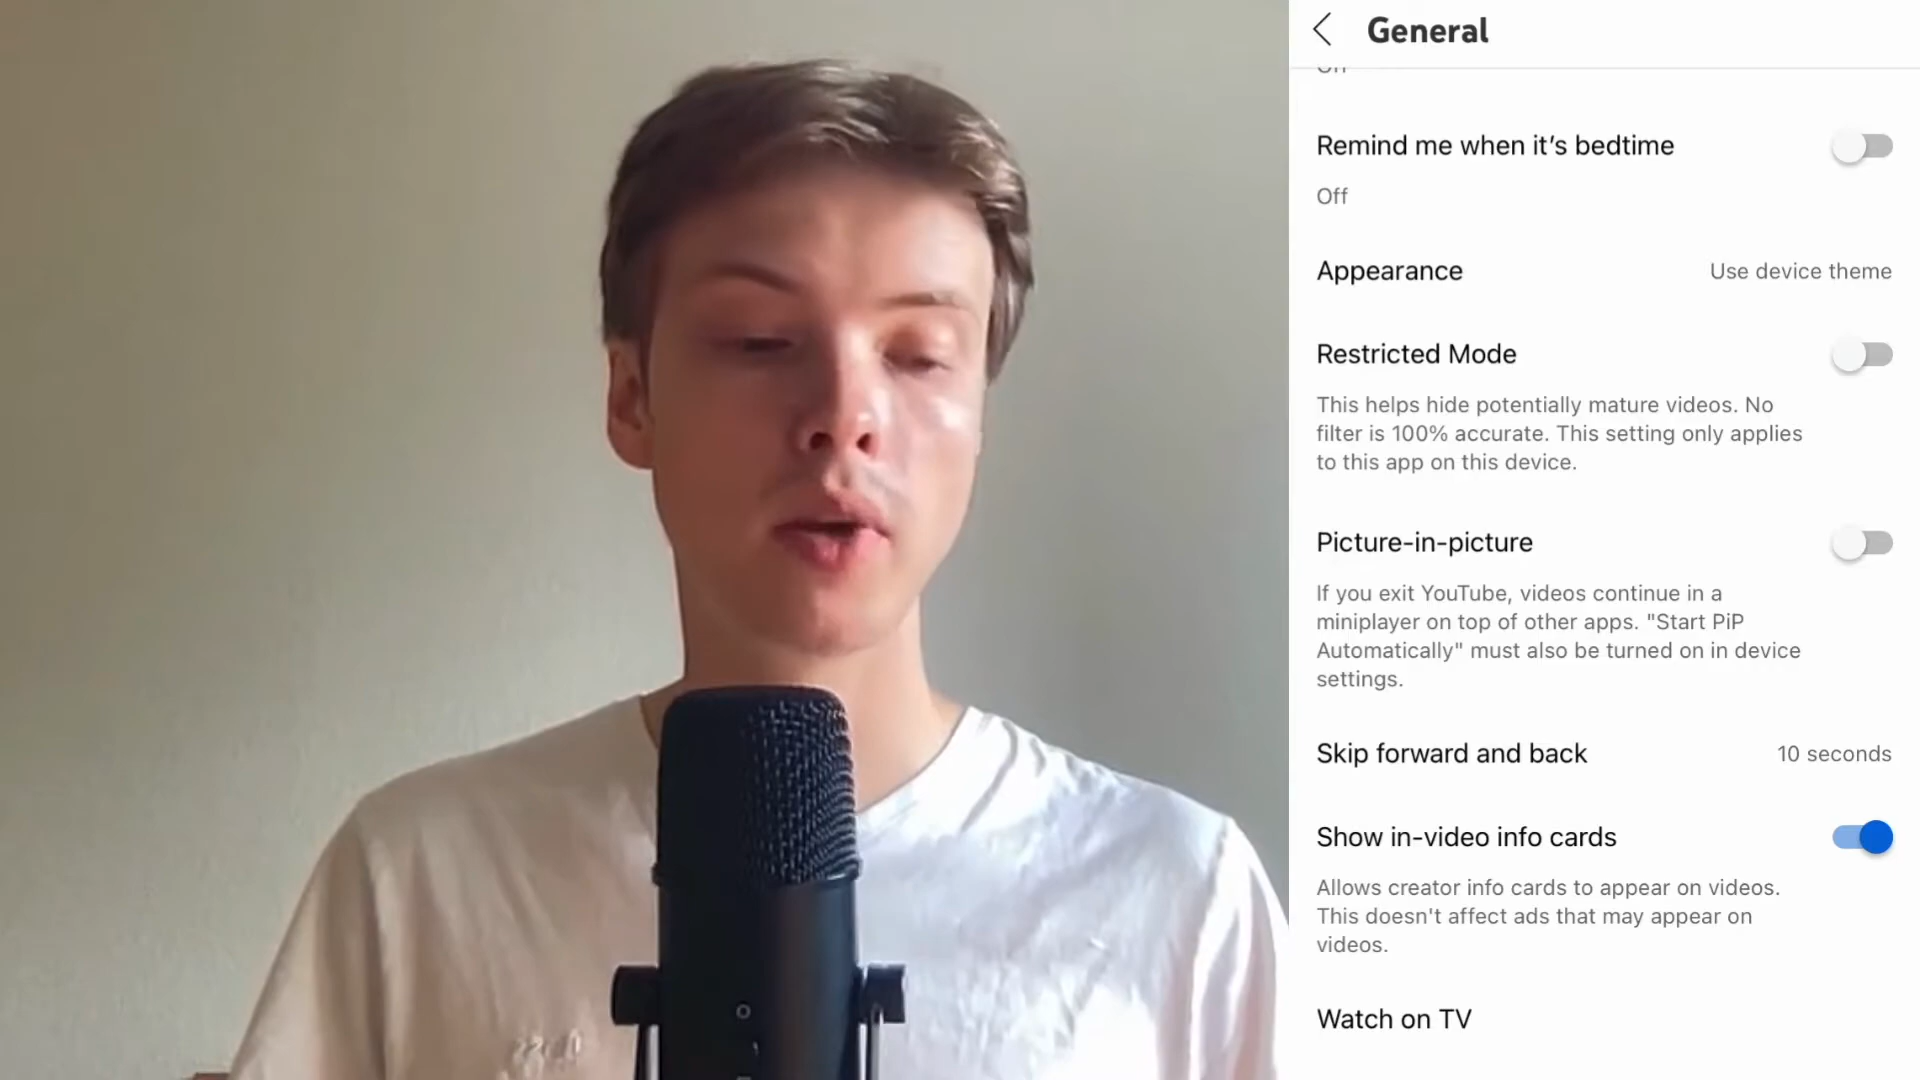 General
Remind me when it’s bedtime
Off
Appearance
Use device theme
Restricted Mode
This helps hide potentially mature videos. No
filter is 100% accurate. This setting only applies
to this app on this device.
Picture-in-picture
If you exit YouTube, videos continue in a
miniplayer on top of other apps. "Start PiP
Automatically" must also be turned on in device
settings.
Skip forward and back
10 seconds
Show in-video info cards
Allows creator info cards to appear on videos.
This doesn't affect ads that may appear on
videos.
Watch on TV